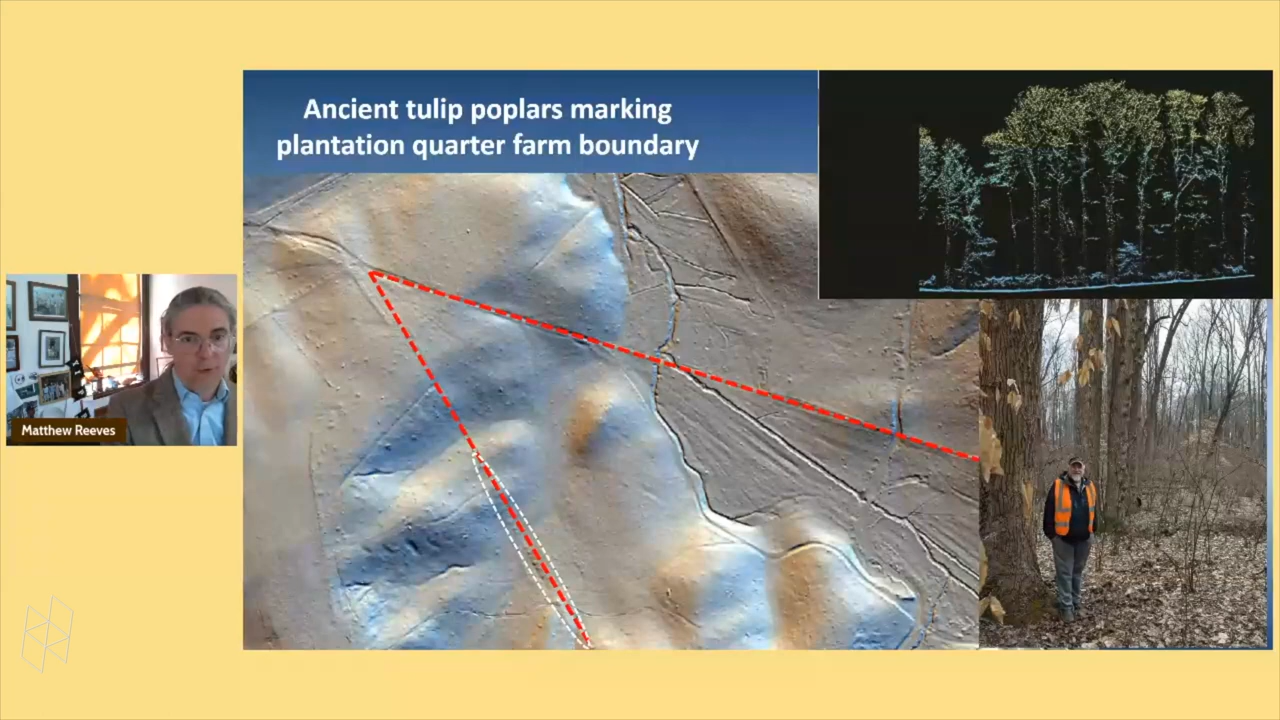 Ancient tulip poplars marking
plantation quarter farm boundary
Matthew Reeves